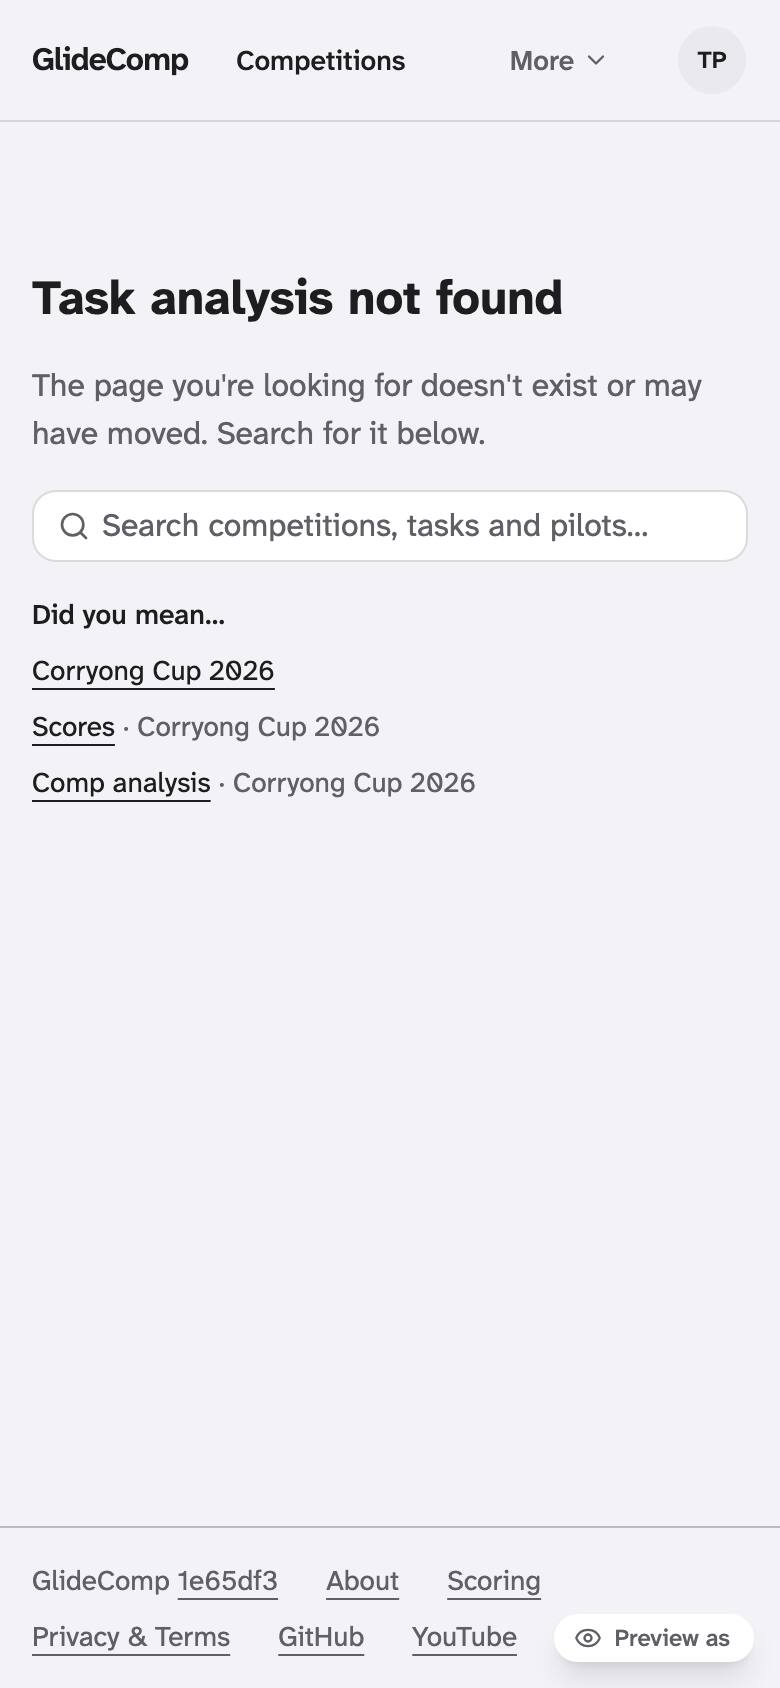 GlideComp Competitions More TP
Task analysis not found
The page you're looking for doesn't exist or may
have moved. Search for it below.
Search competitions, tasks and pilots...
Did you mean...
Corryong Cup 2026
Scores · Corryong Cup 2026
Comp analysis · Corryong Cup 2026
GlideComp 1e65df3 About Scoring
Privacy & Terms GitHub YouTube Preview as